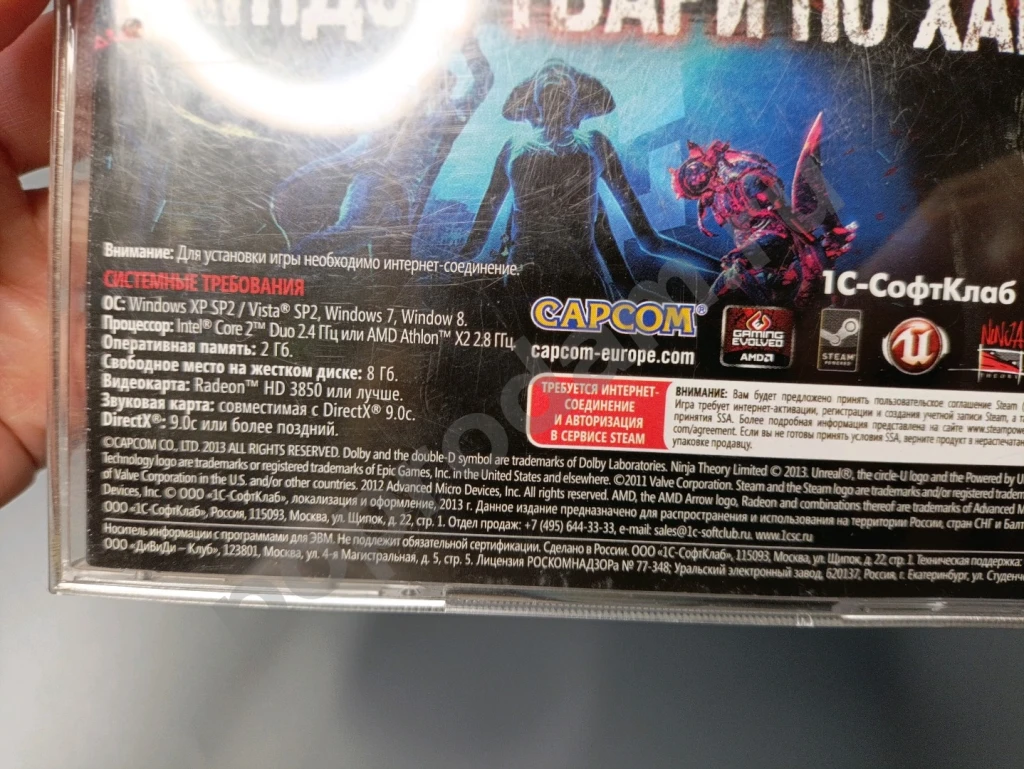 ТВАРИ ПО
Внимание: Для установки игры необходимо интернет-соединение.
СИСТЕМНЫЕ ТРЕБОВАНИЯ
ОС: Windows XP SP2 / Vista® SP2, Windows 7, Window 8.
Процессор: Intel® Core 2™ Duo 2.4 ГГц или AMD Athlon™ X2 2.8 ГГц.
Оперативная память: 2 Гб.
Свободное место на жестком диске: 8 Гб.
Видеокарта: Radeon™ HD 3850 или лучше.
Звуковая карта: совместимая с DirectX® 9.0c.
DirectX®: 9.0c или более поздний.
1С-СофтКлаб
CAPCOM®
capcom-europe.com
GAMING
EVOLVED
AMD
STEAM
POWERED
NINJA
THEORY
ТРЕБУЕТСЯ ИНТЕРНЕТ-
СОЕДИНЕНИЕ
И АВТОРИЗАЦИЯ
В СЕРВИСЕ STEAM
ВНИМАНИЕ: Вам будет предложено принять пользовательское соглашение Steam
Игра требует интернет-активации, регистрации и создания учетной записи Steam, а
принятия SSA. Более подробная информация представлена на сайте www.steampow
com/agreement. Если вы не готовы принять условия SSA, верните продукт в нераспечата
упаковке продавцу.
©CAPCOM CO., LTD. 2013 ALL RIGHTS RESERVED. Dolby and the double-D symbol are trademarks of Dolby Laboratories. Ninja Theory Limited © 2013. Unreal®, the circle-U logo and the Powered by U
Technology logo are trademarks or registered trademarks of Epic Games, Inc. in the United States and elsewhere. ©2011 Valve Corporation. Steam and the Steam logo are trademarks and/or registered tradem
of Valve Corporation in the U.S. and/or other countries. 2012 Advanced Micro Devices, Inc. All rights reserved. AMD, the AMD Arrow logo, Radeon and combinations thereof are trademarks of Advanced M
Devices, Inc. © ООО «1С-СофтКлаб», локализация и оформление, 2013 г. Данное издание предназначено для распространения и использования на территории России, стран СНГ и Балт
ООО «1С-СофтКлаб», Россия, 115093, Москва, ул. Щипок, д. 22, стр. 1. Отдел продаж: +7 (495) 644-33-33, e-mail: sales@1c-softclub.ru. www.1csc.ru
Носитель информации с программами для ЭВМ. Не подлежит обязательной сертификации. Сделано в России. ООО «1С-СофтКлаб», 115093, Москва, ул. Щипок, д. 22, стр. 1. Техническая поддержка:
ООО «ДиВиДи – Клуб», 123801, Москва, ул. 4-я Магистральная, д. 5, стр. 5. Лицензия РОСКОМНАДЗОРа № 77-348; Уральский электронный завод, 620137, Россия, г. Екатеринбург, ул. Студенч